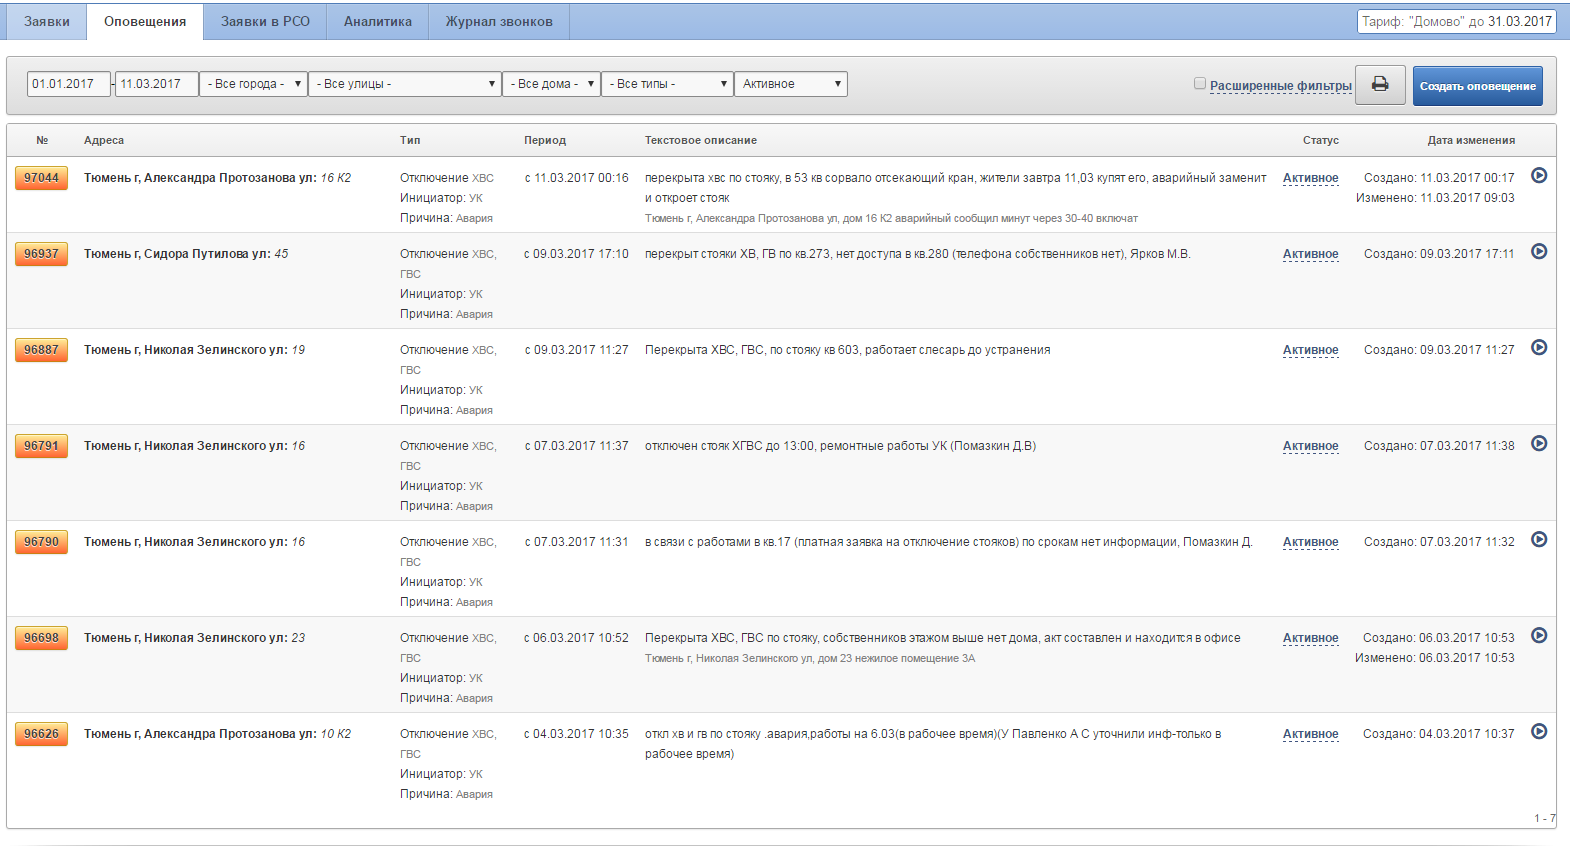 Заявки Оповещения Заявки в РСО Аналитика Журнал звонков Тариф: "Домово" до 31.03.2017
01.01.2017 - 11.03.2017 - Все города - - Все улицы - - Все дома - - Все типы - Активное Расширенные фильтры Создать оповещение
№ Адреса Тип Период Текстовое описание Статус Дата изменения
97044 Тюмень г, Александра Протозанова ул: 16 К2 Отключение ХВС с 11.03.2017 00:16 перекрыта хвс по стояку, в 53 кв сорвало отсекающий кран, жители завтра 11,03 купят его, аварийный заменит Активное Создано: 11.03.2017 00:17
Инициатор: УК и откроет стояк Изменено: 11.03.2017 09:03
Причина: Авария Тюмень г, Александра Протозанова ул, дом 16 К2 аварийный сообщил минут через 30-40 включат
96937 Тюмень г, Сидора Путилова ул: 45 Отключение ХВС, с 09.03.2017 17:10 перекрыт стояки ХВ, ГВ по кв.273, нет доступа в кв.280 (телефона собственников нет), Ярков М.В. Активное Создано: 09.03.2017 17:11
ГВС
Инициатор: УК
Причина: Авария
96887 Тюмень г, Николая Зелинского ул: 19 Отключение ХВС, с 09.03.2017 11:27 Перекрыта ХВС, ГВС, по стояку кв 603, работает слесарь до устранения Активное Создано: 09.03.2017 11:27
ГВС
Инициатор: УК
Причина: Авария
96791 Тюмень г, Николая Зелинского ул: 16 Отключение ХВС, с 07.03.2017 11:37 отключен стояк ХГВС до 13:00, ремонтные работы УК (Помазкин Д.В) Активное Создано: 07.03.2017 11:38
ГВС
Инициатор: УК
Причина: Авария
96790 Тюмень г, Николая Зелинского ул: 16 Отключение ХВС, с 07.03.2017 11:31 в связи с работами в кв.17 (платная заявка на отключение стояков) по срокам нет информации, Помазкин Д. Активное Создано: 07.03.2017 11:32
ГВС
Инициатор: УК
Причина: Авария
96698 Тюмень г, Николая Зелинского ул: 23 Отключение ХВС, с 06.03.2017 10:52 Перекрыта ХВС, ГВС по стояку, собственников этажом выше нет дома, акт составлен и находится в офисе Активное Создано: 06.03.2017 10:53
ГВС Тюмень г, Николая Зелинского ул, дом 23 нежилое помещение 3А Изменено: 06.03.2017 10:53
Инициатор: УК
Причина: Авария
96626 Тюмень г, Александра Протозанова ул: 10 К2 Отключение ХВС, с 04.03.2017 10:35 откл хв и гв по стояку .авария,работы на 6.03(в рабочее время)(У Павленко А С уточнили инф-только в Активное Создано: 04.03.2017 10:37
ГВС рабочее время)
Инициатор: УК
Причина: Авария
1 - 7